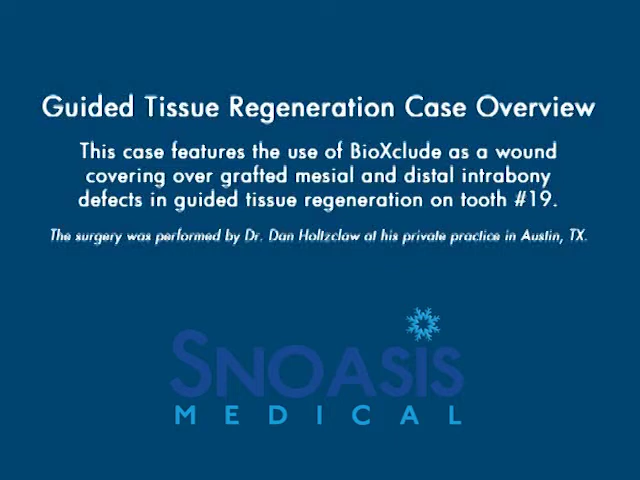 Guided Tissue Regeneration Case Overview
This case features the use of BioXclude as a wound
covering over grafted mesial and distal intrabony
defects in guided tissue regeneration on tooth #19.
The surgery was performed by Dr. Dan Holtzclaw at his private practice in Austin, TX.
SNOASIS
MEDICAL